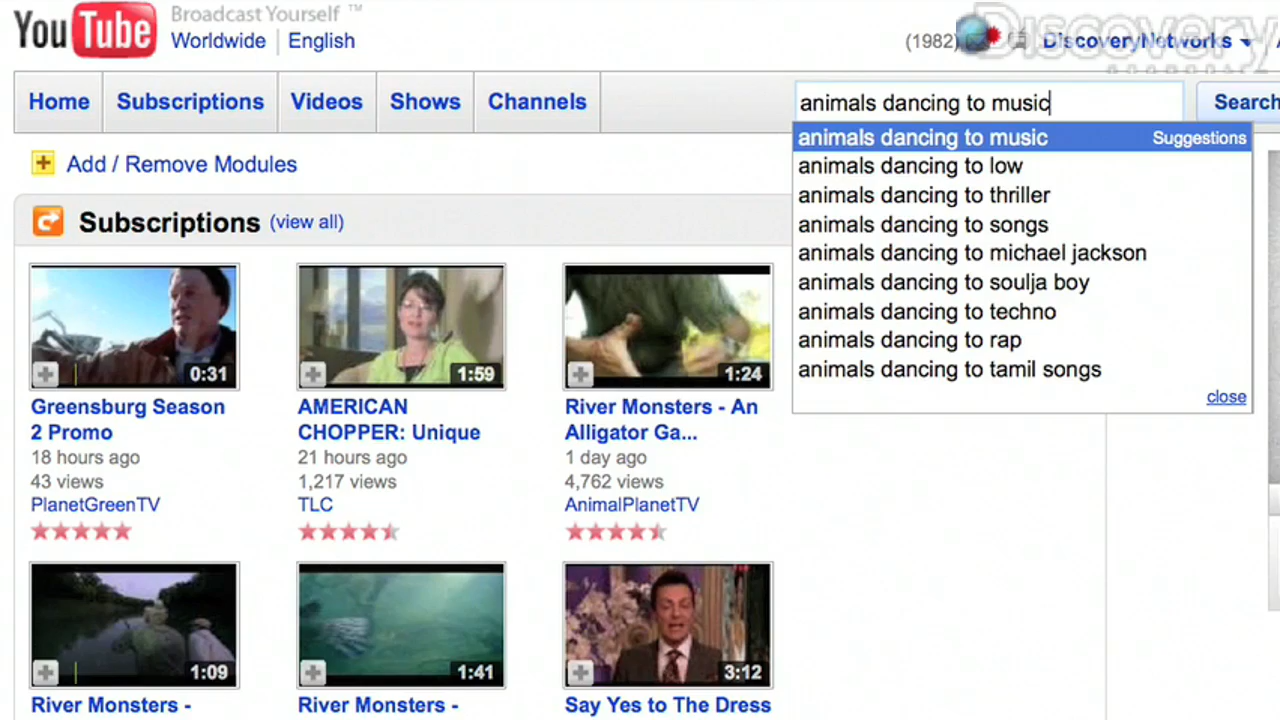 YouTube
Broadcast Yourself ™
Worldwide | English
(1982)
DiscoveryNetworks
Discovery
Home
Subscriptions
Videos
Shows
Channels
animals dancing to music
Search
animals dancing to music
Suggestions
animals dancing to low
animals dancing to thriller
animals dancing to songs
animals dancing to michael jackson
animals dancing to soulja boy
animals dancing to techno
animals dancing to rap
animals dancing to tamil songs
close
Add / Remove Modules
Subscriptions (view all)
0:31
Greensburg Season
2 Promo
18 hours ago
43 views
PlanetGreenTV
1:59
AMERICAN
CHOPPER: Unique
21 hours ago
1,217 views
TLC
1:24
River Monsters - An
Alligator Ga...
1 day ago
4,762 views
AnimalPlanetTV
1:09
River Monsters -
1:41
River Monsters -
3:12
Say Yes to The Dress